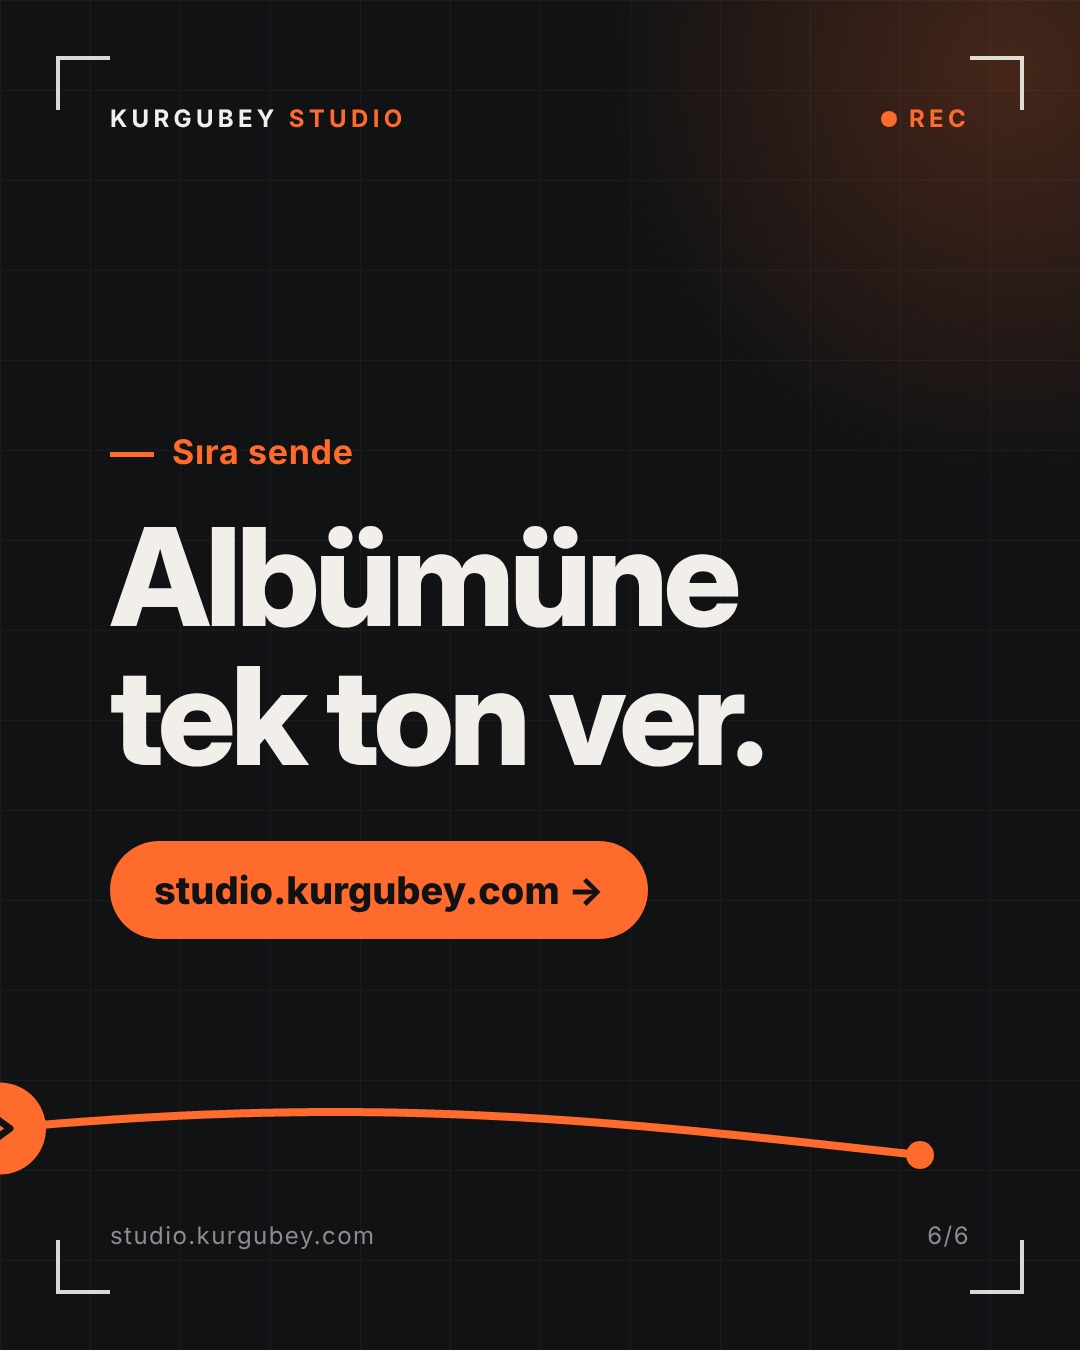 KURGUBEY STUDIO
REC
Sıra sende
Albümüne
tek ton ver.
studio.kurgubey.com →
studio.kurgubey.com
6/6